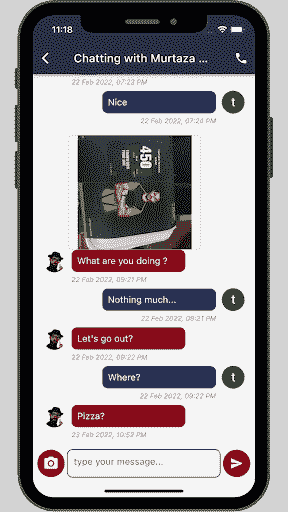 11:18
Chatting with Murtaza ...
22 Feb 2022, 07:23 PM
Nice
t
22 Feb 2022, 07:24 PM
450
What are you doing ?
22 Feb 2022, 09:21 PM
Nothing much...
t
22 Feb 2022, 09:21 PM
Let's go out?
22 Feb 2022, 09:22 PM
Where?
t
22 Feb 2022, 09:22 PM
Pizza?
23 Feb 2022, 10:52 PM
type your message...